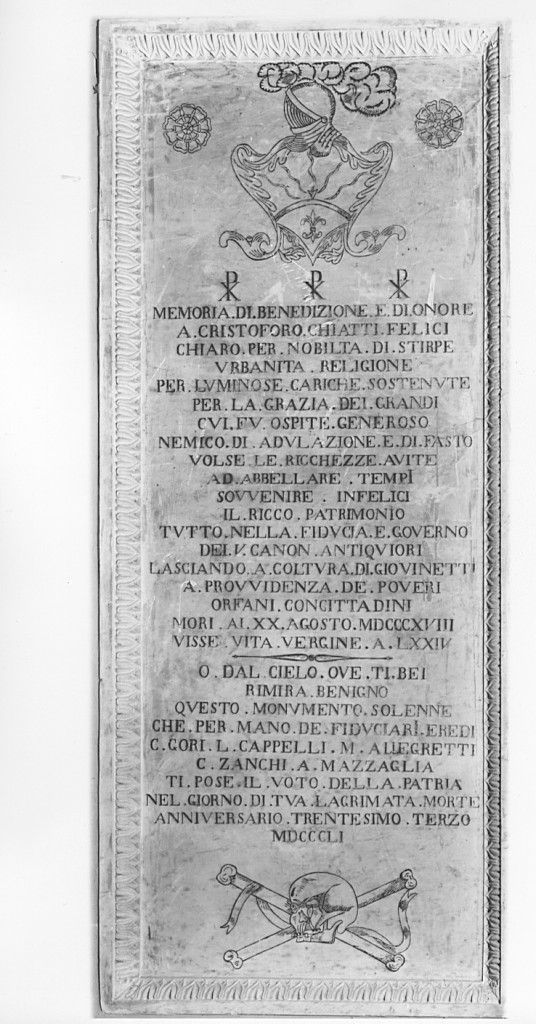 ☧ ☧ ☧
MEMORIA.DI.BENEDIZIONE.E.DI.ONORE
A.CRISTOFORO.CHIATTI.FELICI
CHIARO.PER.NOBILTA.DI.STIRPE
VRBANITA.RELIGIONE
PER.LVMINOSE.CARICHE.SOSTENVTE
PER.LA.GRAZIA.DEI.GRANDI
CVI.FV.OSPITE.GENEROSO
NEMICO.DI.ADVLAZIONE.E.DI.FASTO
VOLSE.LE.RICCHEZZE.AVITE
AD.ABBELLARE.TEMPÎ
SOVVENIRE.INFELICI
IL.RICCO.PATRIMONIO
TVTTO.NELLA.FIDVCIA.E.GOVERNO
DEI.V.CANON.ANTIQVIORI
LASCIANDO.A.COLTVRA.DI.GIOVINETTI
A.PROVVIDENZA.DE.POVERI
ORFANI.CONCITTADINI
MORI.AI.XX.AGOSTO.MDCCCXVIII
VISSE.VITA.VERGINE.A.LXXIV
O.DAL.CIELO.OVE.TI.BEI
RIMIRA.BENIGNO
QVESTO.MONVMENTO.SOLENNE
CHE.PER.MANO.DE.FIDVCIARÎ.EREDI
C.GORI.L.CAPPELLI.M.ALLEGRETTI
C.ZANCHI.A.MAZZAGLIA
TI.POSE.IL.VOTO.DELLA.PATRIA
NEL.GIORNO.DI.TVA.LAGRIMATA.MORTE
ANNIVERSARIO.TRENTESIMO.TERZO
MDCCCLI